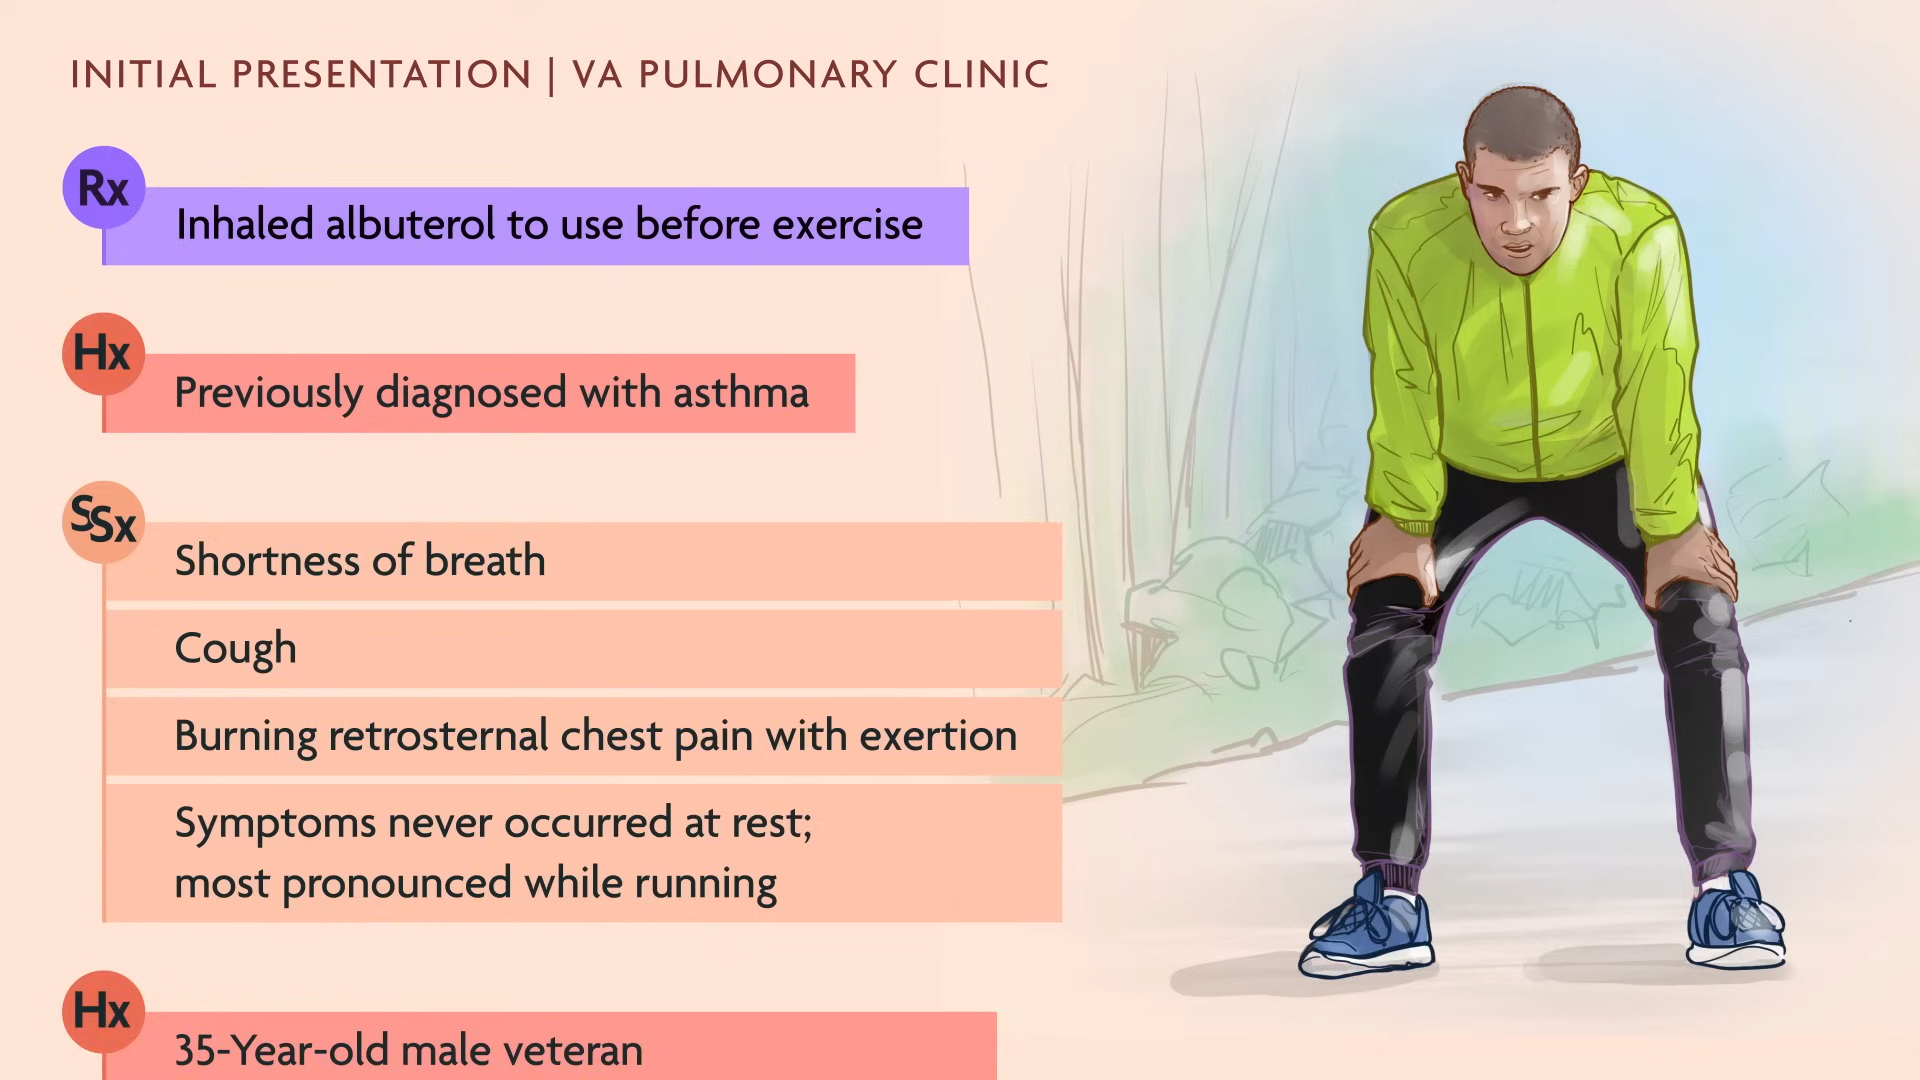 INITIAL PRESENTATION | VA PULMONARY CLINIC
Rx
Inhaled albuterol to use before exercise
Hx
Previously diagnosed with asthma
SSx
Shortness of breath
Cough
Burning retrosternal chest pain with exertion
Symptoms never occurred at rest;
most pronounced while running
Hx
35-Year-old male veteran